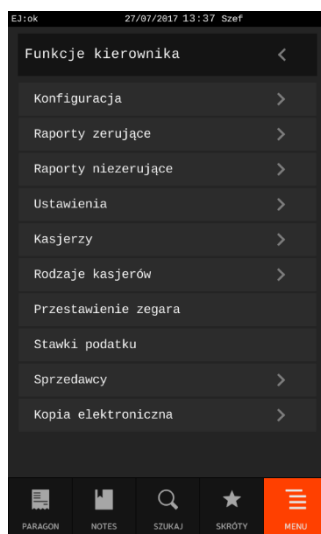 EJ:ok 27/07/2017 13:37 Szef
Funkcje kierownika
Konfiguracja
Raporty zerujące
Raporty niezerujące
Ustawienia
Kasjerzy
Rodzaje kasjerów
Przestawienie zegara
Stawki podatku
Sprzedawcy
Kopia elektroniczna
PARAGON NOTES SZUKAJ SKRÓTY MENU